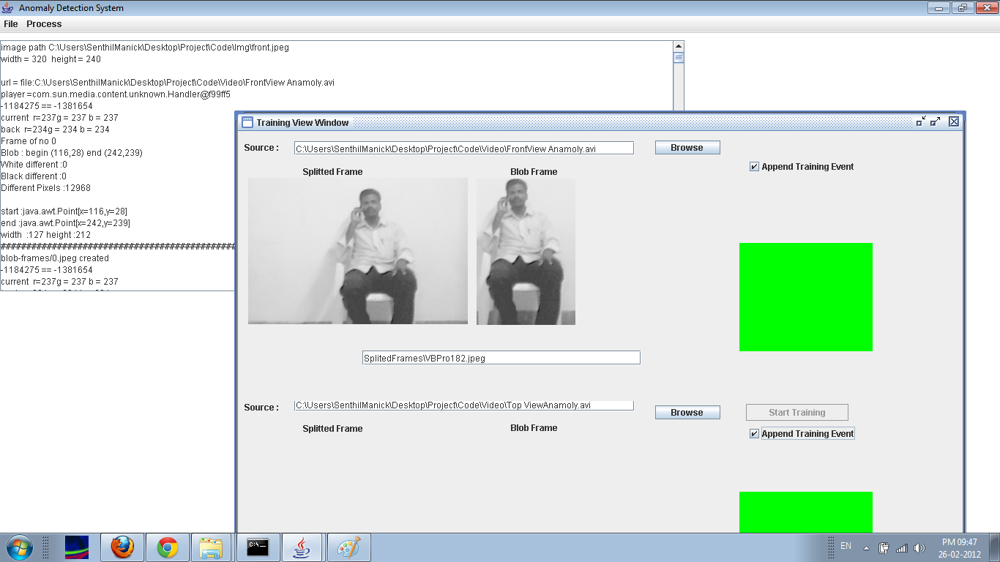 Anomaly Detection System
File Process
image path C:\Users\SenthilManick\Desktop\Project\Code\Img\front.jpeg
width = 320 height = 240
url = file:C:\Users\SenthilManick\Desktop\Project\Code\Video\FrontView Anamoly.avi
player =com.sun.media.content.unknown.Handler@f99ff5
-1184275 == -1381654
current r=237g = 237 b = 237
back r=234g = 234 b = 234
Frame of no 0
Blob : begin (116,28) end (242,239)
White different :0
Black different :0
Different Pixels :12968
start :java.awt.Point[x=116,y=28]
end :java.awt.Point[x=242,y=239]
width :127 height :212
blob-frames/0.jpeg created
-1184275 == -1381654
current r=237g = 237 b = 237
Training View Window
Source : C:\Users\SenthilManick\Desktop\Project\Code\Video\FrontView Anamoly.avi Browse
Append Training Event
Splitted Frame Blob Frame
SplitedFrames\VBPro182.jpeg
Source : C:\Users\SenthilManick\Desktop\Project\Code\Video\Top ViewAnamoly.avi Browse Start Training
Splitted Frame Blob Frame
Append Training Event
C:\
EN
PM 09:47
26-02-2012